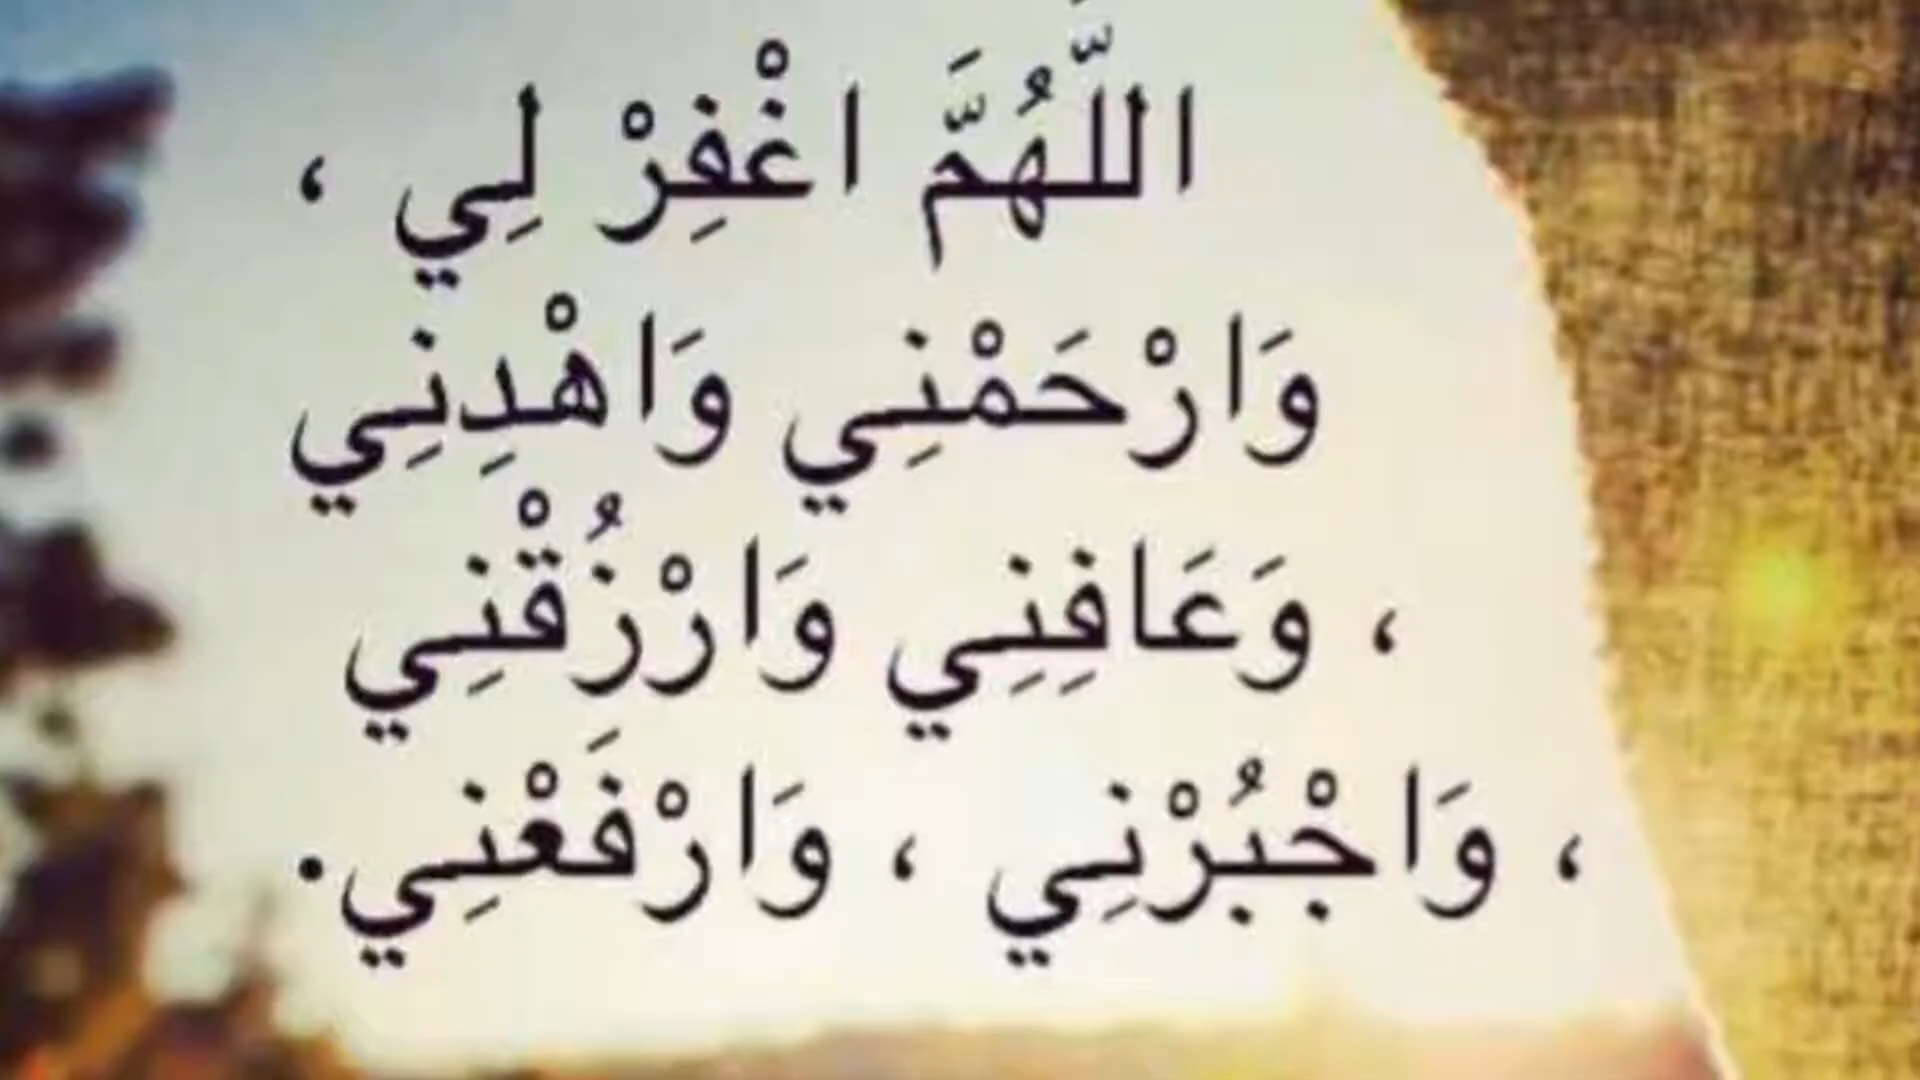 اللَّهُمَّ اغْفِرْ لِي ،
وَارْحَمْنِي وَاهْدِنِي
، وَعَافِنِي وَارْزُقْنِي
، وَاجْبُرْنِي ، وَارْفَعْنِي.